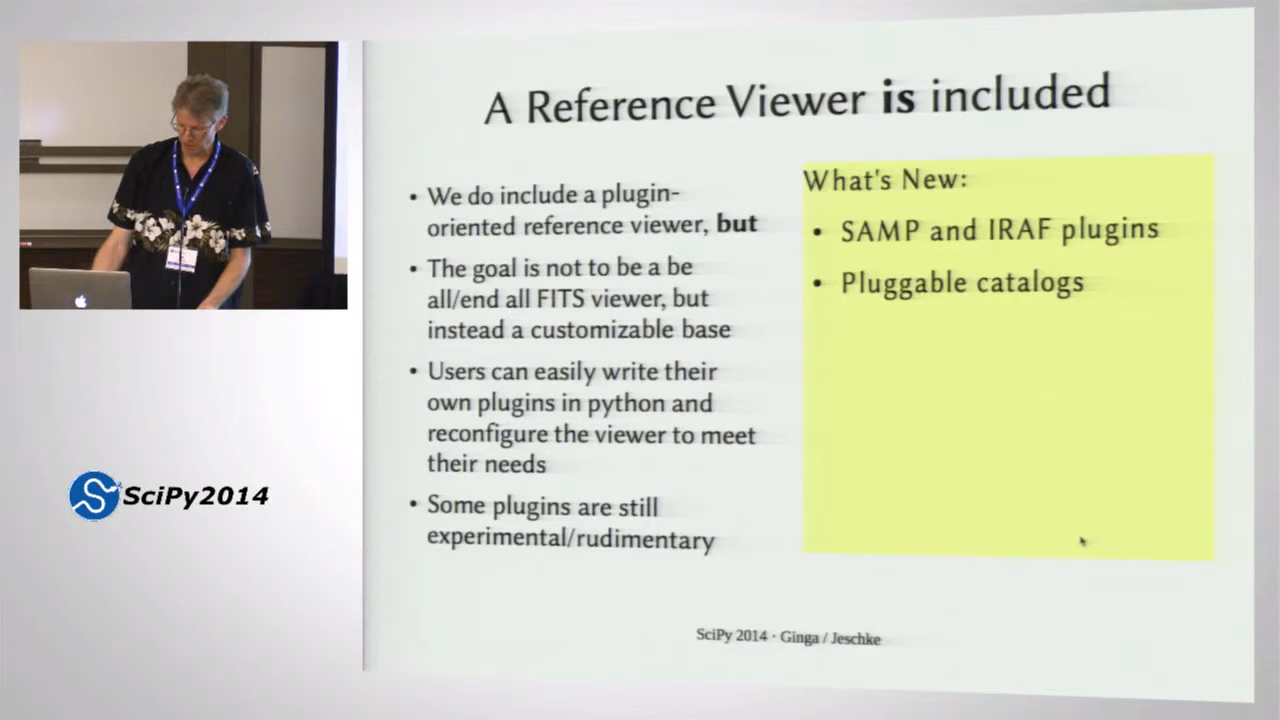 A Reference Viewer is included
• We do include a plugin-
oriented reference viewer, but
• The goal is not to be a be
all/end all FITS viewer, but
instead a customizable base
• Users can easily write their
own plugins in python and
reconfigure the viewer to meet
their needs
• Some plugins are still
experimental/rudimentary
What's New:
• SAMP and IRAF plugins
• Pluggable catalogs
SciPy 2014 · Ginga / Jeschke
SciPy2014